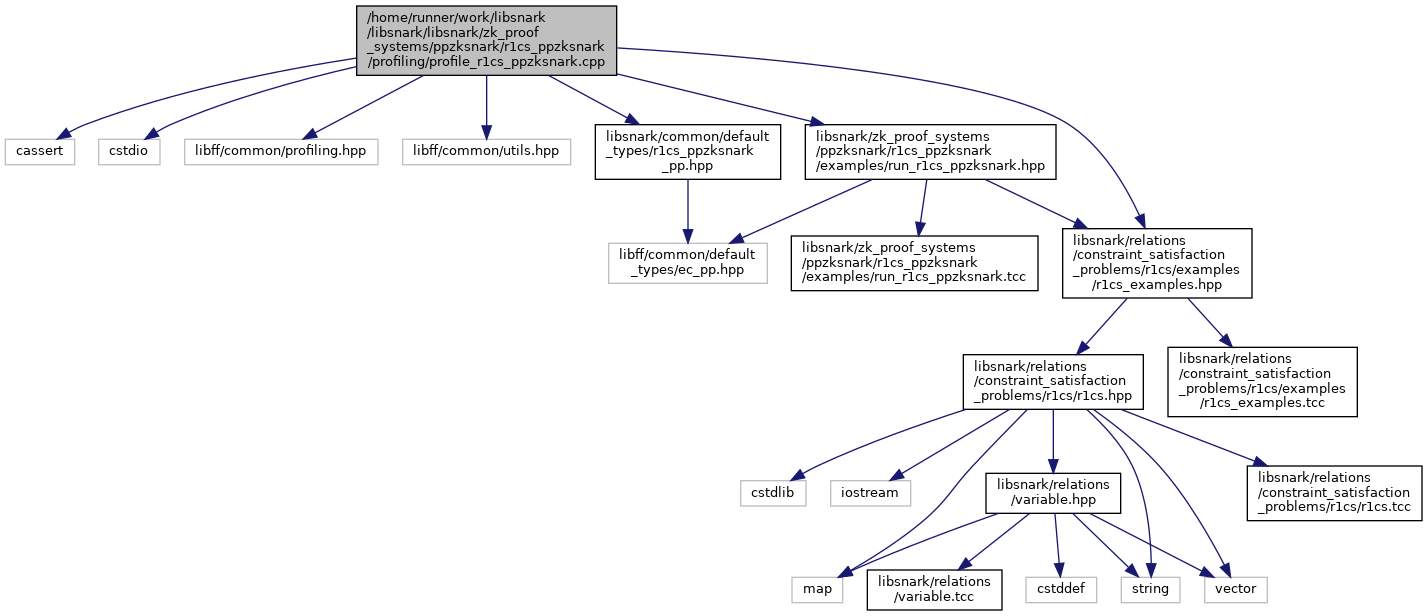 /home/runner/work/libsnark
/libsnark/libsnark/zk_proof
_systems/ppzksnark/r1cs_ppzksnark
/profiling/profile_r1cs_ppzksnark.cpp
cassert
cstdio
libff/common/profiling.hpp
libff/common/utils.hpp
libsnark/common/default
_types/r1cs_ppzksnark
_pp.hpp
libsnark/zk_proof_systems
/ppzksnark/r1cs_ppzksnark
/examples/run_r1cs_ppzksnark.hpp
libff/common/default
_types/ec_pp.hpp
libsnark/zk_proof_systems
/ppzksnark/r1cs_ppzksnark
/examples/run_r1cs_ppzksnark.tcc
libsnark/relations
/constraint_satisfaction
_problems/r1cs/examples
/r1cs_examples.hpp
libsnark/relations
/constraint_satisfaction
_problems/r1cs/r1cs.hpp
libsnark/relations
/constraint_satisfaction
_problems/r1cs/examples
/r1cs_examples.tcc
cstdlib
iostream
libsnark/relations
/variable.hpp
libsnark/relations
/constraint_satisfaction
_problems/r1cs/r1cs.tcc
map
libsnark/relations
/variable.tcc
cstddef
string
vector